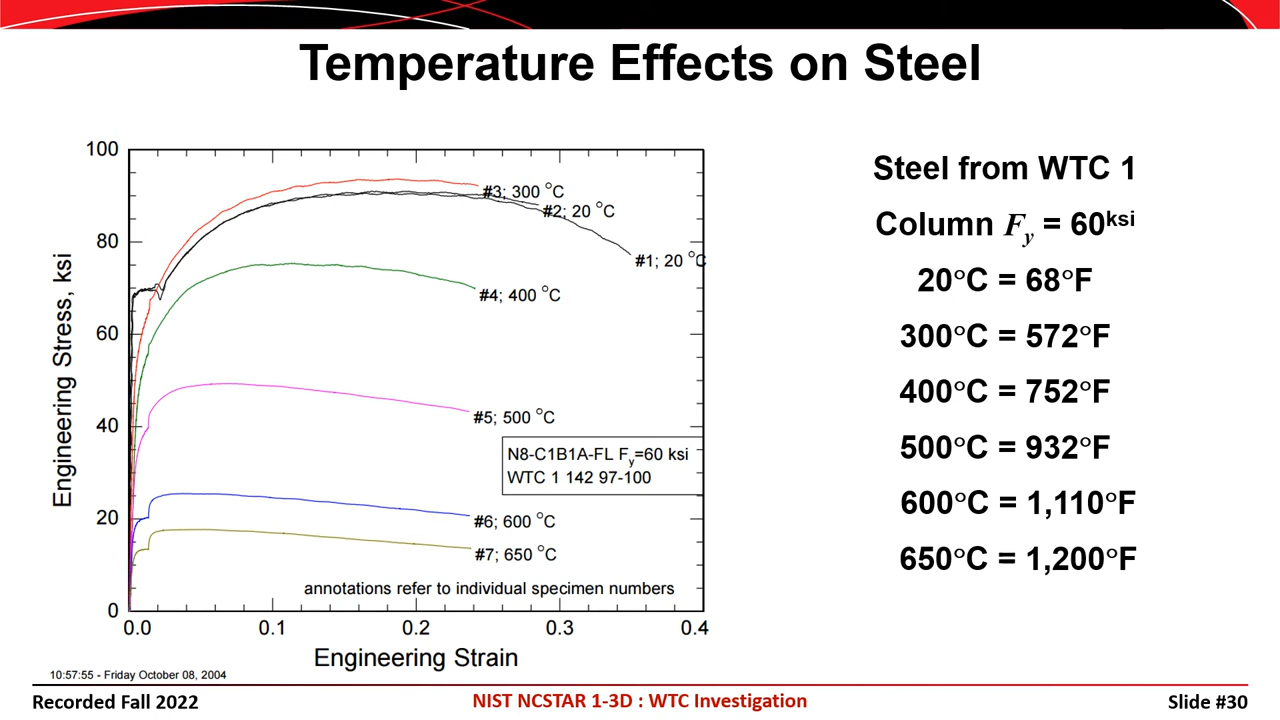 Temperature Effects on Steel
Engineering Stress, ksi
100
80
60
40
20
0
0.0 0.1 0.2 0.3 0.4
Engineering Strain
#3; 300 °C
#2; 20 °C
#1; 20 °C
#4; 400 °C
#5; 500 °C
N8-C1B1A-FL Fy=60 ksi
WTC 1 142 97-100
#6; 600 °C
#7; 650 °C
annotations refer to individual specimen numbers
10:57:55 - Friday October 08, 2004
Steel from WTC 1
Column Fy = 60ksi
20°C = 68°F
300°C = 572°F
400°C = 752°F
500°C = 932°F
600°C = 1,110°F
650°C = 1,200°F
Recorded Fall 2022
NIST NCSTAR 1-3D : WTC Investigation
Slide #30